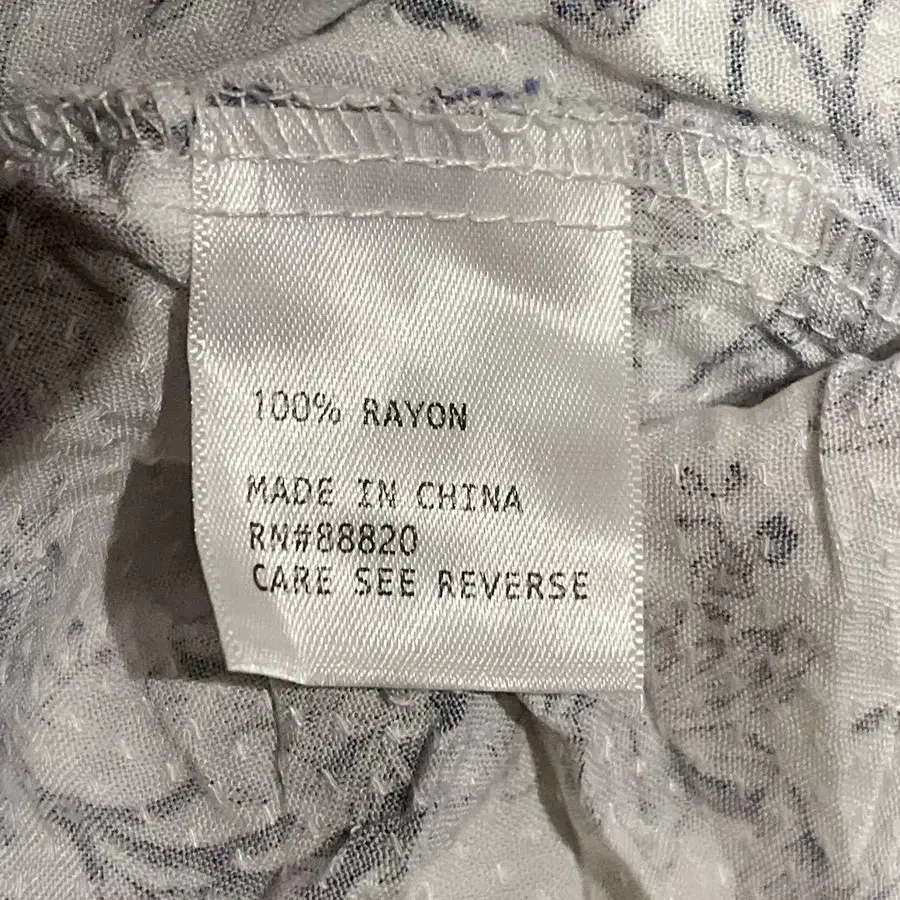 100% RAYON
MADE IN CHINA
RN#88820
CARE SEE REVERSE